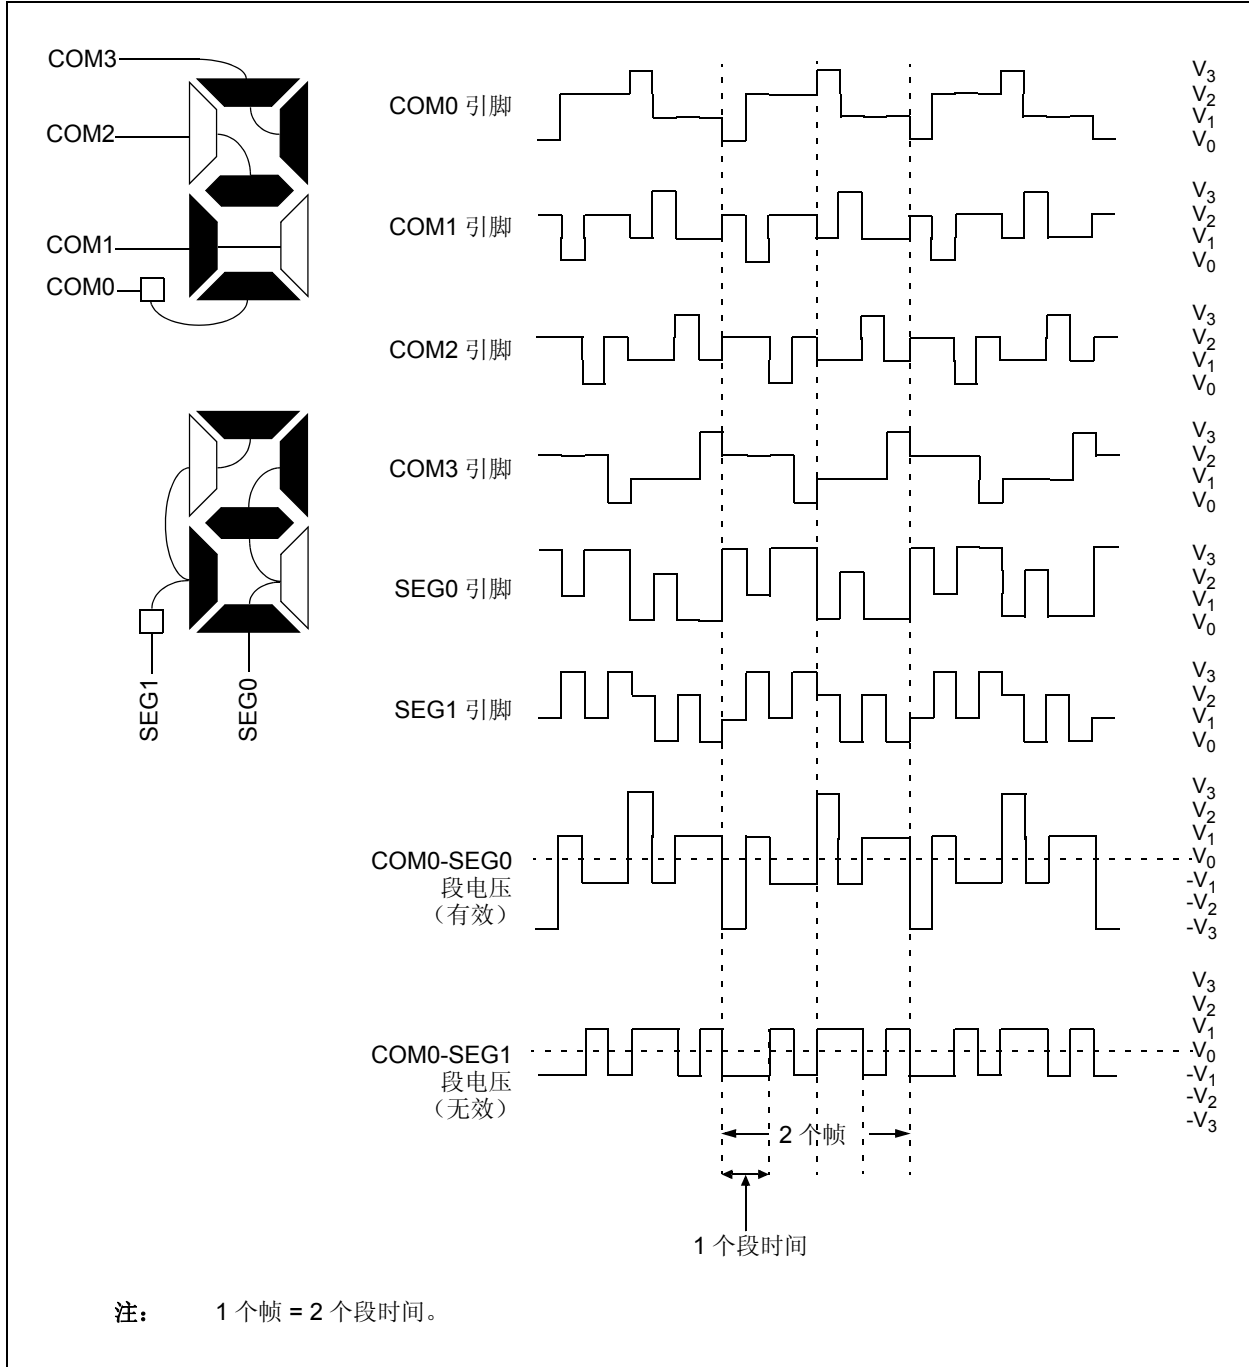 COM3
COM2
COM1
COM0
SEG1
SEG0
COM0 引脚
V3
V2
V1
V0
COM1 引脚
V3
V2
V1
V0
COM2 引脚
V3
V2
V1
V0
COM3 引脚
V3
V2
V1
V0
SEG0 引脚
V3
V2
V1
V0
SEG1 引脚
V3
V2
V1
V0
COM0-SEG0
段电压
（有效）
V3
V2
V1
V0
-V1
-V2
-V3
COM0-SEG1
段电压
（无效）
V3
V2
V1
V0
-V1
-V2
-V3
2 个帧
1 个段时间
注： 1 个帧 = 2 个段时间。